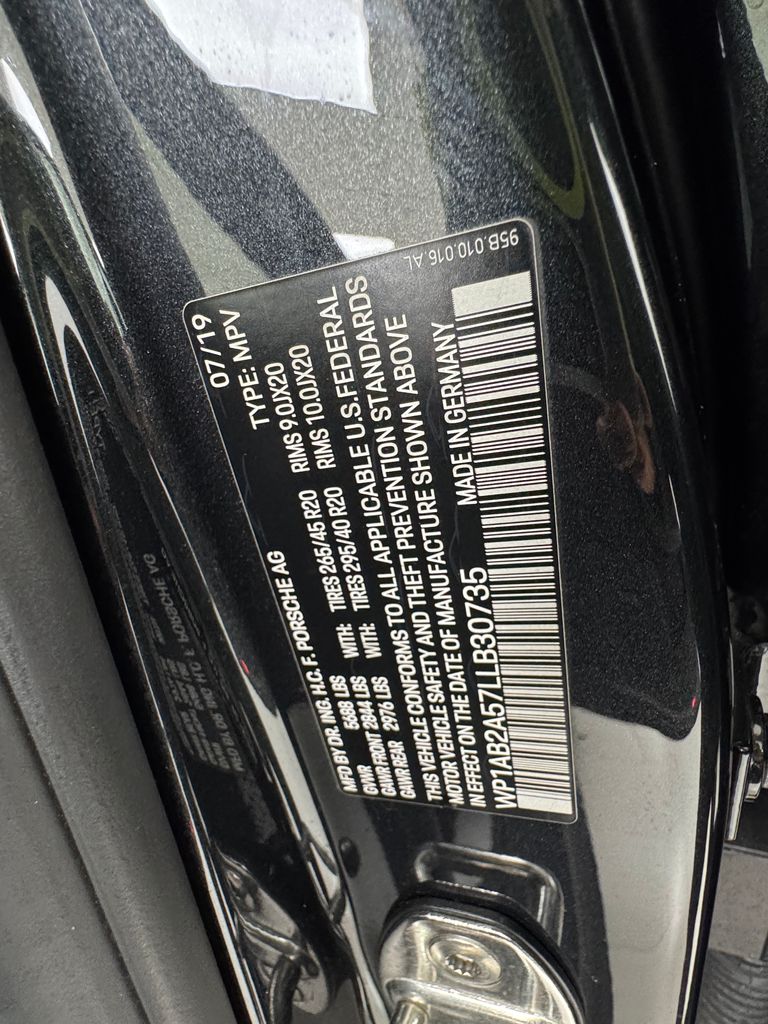 MFD BY DR. ING. H.C. F. PORSCHE AG 07/19
GVWR 5688 LBS TYPE: MPV
GAWR FRONT 2844 LBS WITH: TIRES 265/45 R20 RIMS 9.0JX20
GAWR REAR 2976 LBS WITH: TIRES 295/40 R20 RIMS 10.0JX20
THIS VEHICLE CONFORMS TO ALL APPLICABLE U.S. FEDERAL
MOTOR VEHICLE SAFETY AND THEFT PREVENTION STANDARDS
IN EFFECT ON THE DATE OF MANUFACTURE SHOWN ABOVE
WP1AB2A57LLB30735 MADE IN GERMANY
95B.010.016.AL